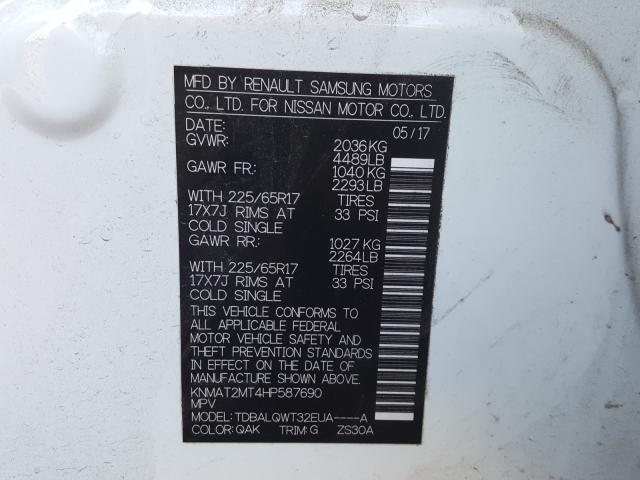 MFD BY RENAULT SAMSUNG MOTORS
CO., LTD. FOR NISSAN MOTOR CO., LTD.
DATE: 05/17
GVWR: 2036KG
4489LB
GAWR FR: 1040KG
2293LB
WITH 225/65R17 TIRES
17X7J RIMS AT 33 PSI
COLD SINGLE
GAWR RR: 1027 KG
2264LB
WITH 225/65R17 TIRES
17X7J RIMS AT 33 PSI
COLD SINGLE
THIS VEHICLE CONFORMS TO
ALL APPLICABLE FEDERAL
MOTOR VEHICLE SAFETY AND
THEFT PREVENTION STANDARDS
IN EFFECT ON THE DATE OF
MANUFACTURE SHOWN ABOVE.
KNMAT2MT4HP587690
MPV
MODEL: TDBALQWT32EUA----A
COLOR: QAK TRIM: G ZS30A